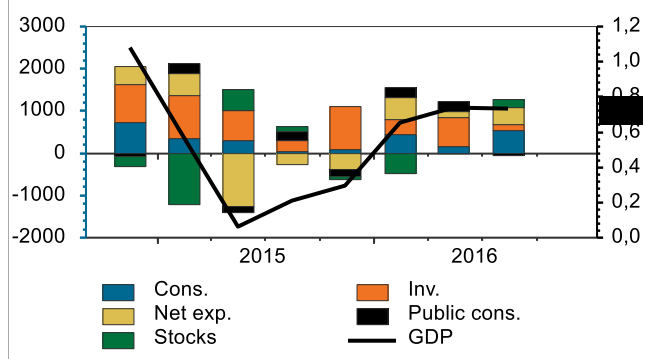 3000 1,2
2000 1,0
1000 0,8
0,6
0 0,4
-1000 0,2
-2000 0,0
2015 2016
Cons. Inv.
Net exp. Public cons.
Stocks GDP